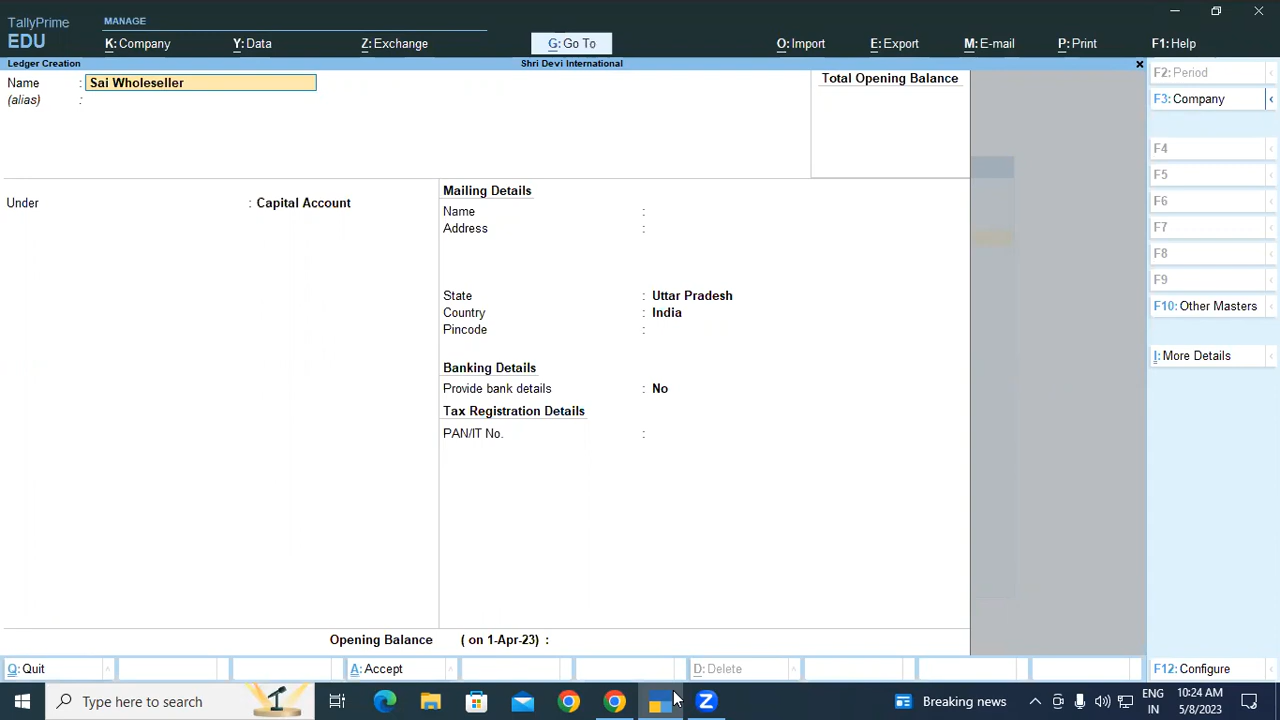 TallyPrime
EDU
MANAGE
K: Company
Y: Data
Z: Exchange
G: Go To
O: Import
E: Export
M: E-mail
P: Print
F1: Help
Ledger Creation
Shri Devi International
Name : Sai Wholeseller
(alias) :
Total Opening Balance
Under : Capital Account
Mailing Details
Name :
Address :
State : Uttar Pradesh
Country : India
Pincode :
Banking Details
Provide bank details : No
Tax Registration Details
PAN/IT No. :
Opening Balance ( on 1-Apr-23) :
F2: Period
F3: Company
F4
F5
F6
F7
F8
F9
F10: Other Masters
I: More Details
Q: Quit
A: Accept
D: Delete
F12: Configure
Type here to search
Breaking news
ENG
IN
10:24 AM
5/8/2023